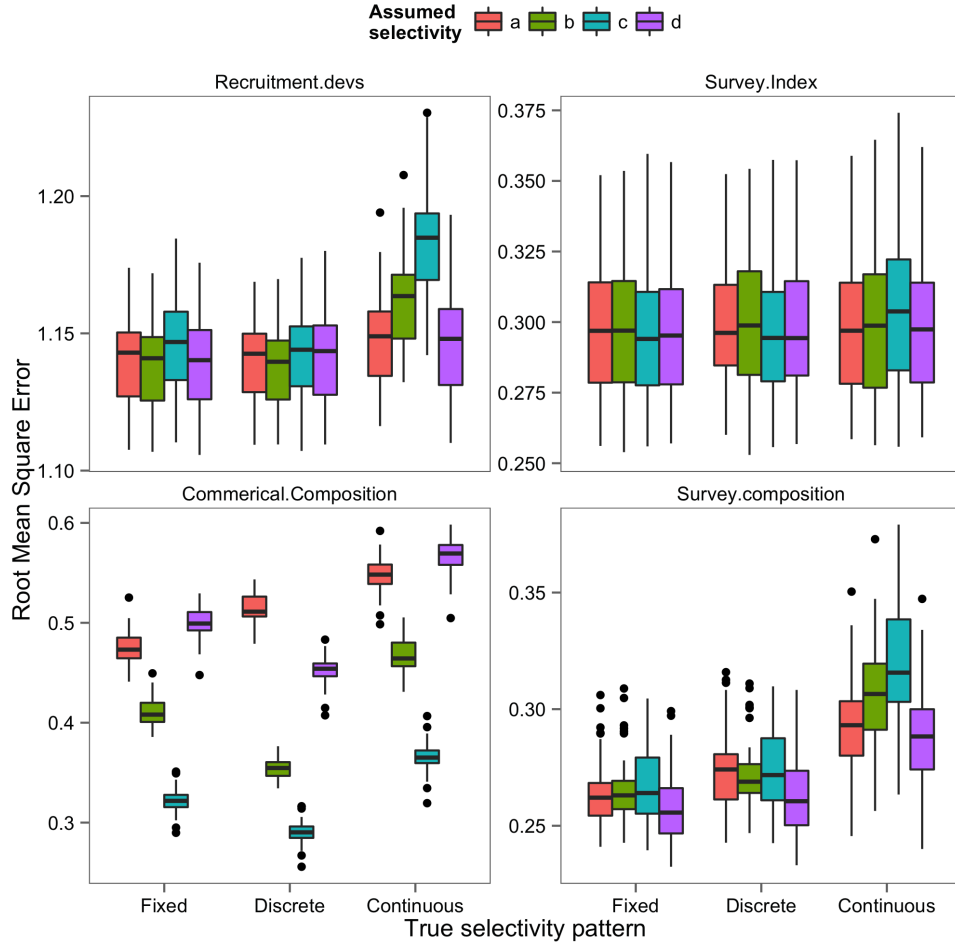 Assumed
selectivity a b c d
Recruitment.devs Survey.Index
1.20
1.15
1.10
0.375
0.350
0.325
0.300
0.275
0.250
Root Mean Square Error
Commerical.Composition Survey.composition
0.6
0.5
0.4
0.3
0.35
0.30
0.25
Fixed Discrete Continuous Fixed Discrete Continuous
True selectivity pattern